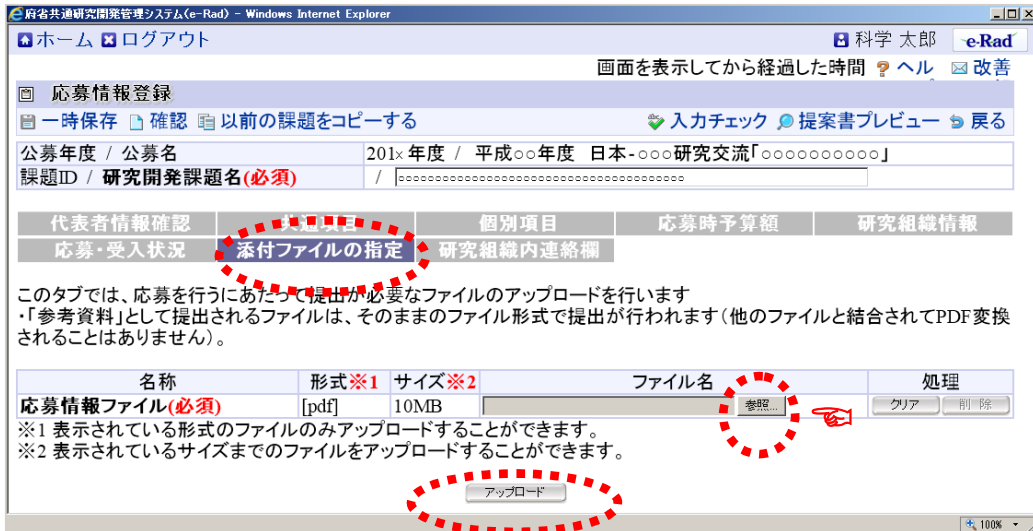 府省共通研究開発管理システム(e-Rad) - Windows Internet Explorer
ホーム ログアウト 科学 太郎 e-Rad
画面を表示してから経過した時間 ヘル 改善
応募情報登録
一時保存 確認 以前の課題をコピーする 入力チェック 提案書プレビュー 戻る
公募年度 / 公募名 201×年度 / 平成○○年度 日本-○○○研究交流「○○○○○○○○○○」
課題ID / 研究開発課題名(必須) / ○○○○○○○○○○○○○○○○○○○○○○○○○○○○○○○○○○○○○
代表者情報確認 共通項目 個別項目 応募時予算額 研究組織情報
応募・受入状況 添付ファイルの指定 研究組織内連絡欄
このタブでは、応募を行うにあたって提出が必要なファイルのアップロードを行います
・「参考資料」として提出されるファイルは、そのままのファイル形式で提出が行われます(他のファイルと結合されてPDF変換
されることはありません)。
名称 形式※1 サイズ※2 ファイル名 処理
応募情報ファイル(必須) [pdf] 10MB 参照... クリア 削除
※1 表示されている形式のファイルのみアップロードすることができます。
※2 表示されているサイズまでのファイルをアップロードすることができます。
アップロード
100%